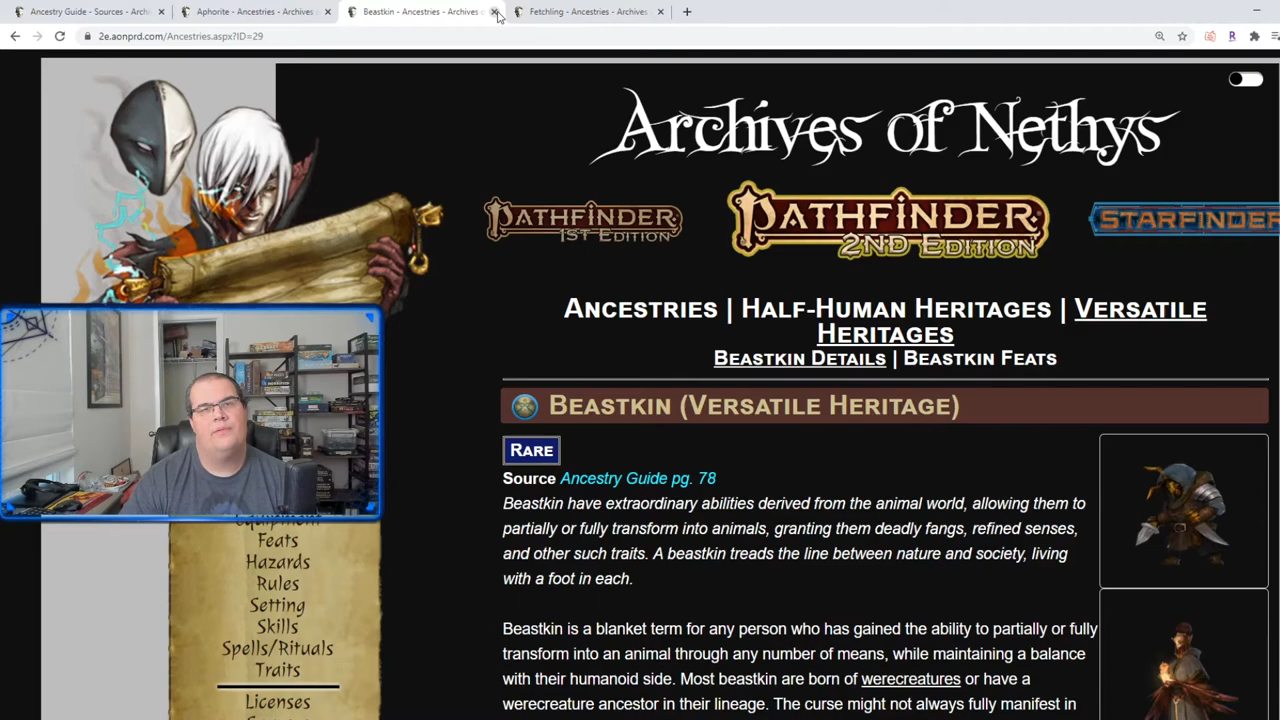 Ancestry Guide - Sources - Archi
Aphorite - Ancestries - Archives o
Beastkin - Ancestries - Archives
Fetchling - Ancestries - Archives
2e.aonprd.com/Ancestries.aspx?ID=29
Archives of Nethys
PATHFINDER
1ST EDITION
PATHFINDER
2ND EDITION
STARFINDER
ANCESTRIES | HALF-HUMAN HERITAGES | VERSATILE
HERITAGES
BEASTKIN DETAILS | BEASTKIN FEATS
BEASTKIN (VERSATILE HERITAGE)
RARE
Source Ancestry Guide pg. 78
Beastkin have extraordinary abilities derived from the animal world, allowing them to
partially or fully transform into animals, granting them deadly fangs, refined senses,
and other such traits. A beastkin treads the line between nature and society, living
with a foot in each.
Beastkin is a blanket term for any person who has gained the ability to partially or fully
transform into an animal through any number of means, while maintaining a balance
with their humanoid side. Most beastkin are born of werecreatures or have a
werecreature ancestor in their lineage. The curse might not always fully manifest in
Equipment
Feats
Hazards
Rules
Setting
Skills
Spells/Rituals
Traits
Licenses